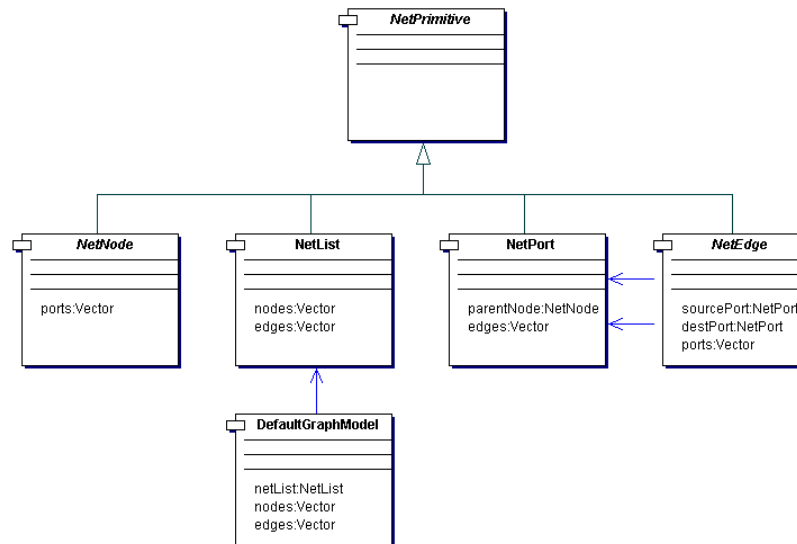 NetPrimitive
NetNode
ports:Vector
NetList
nodes:Vector
edges:Vector
NetPort
parentNode:NetNode
edges:Vector
NetEdge
sourcePort:NetPort
destPort:NetPort
ports:Vector
DefaultGraphModel
netList:NetList
nodes:Vector
edges:Vector